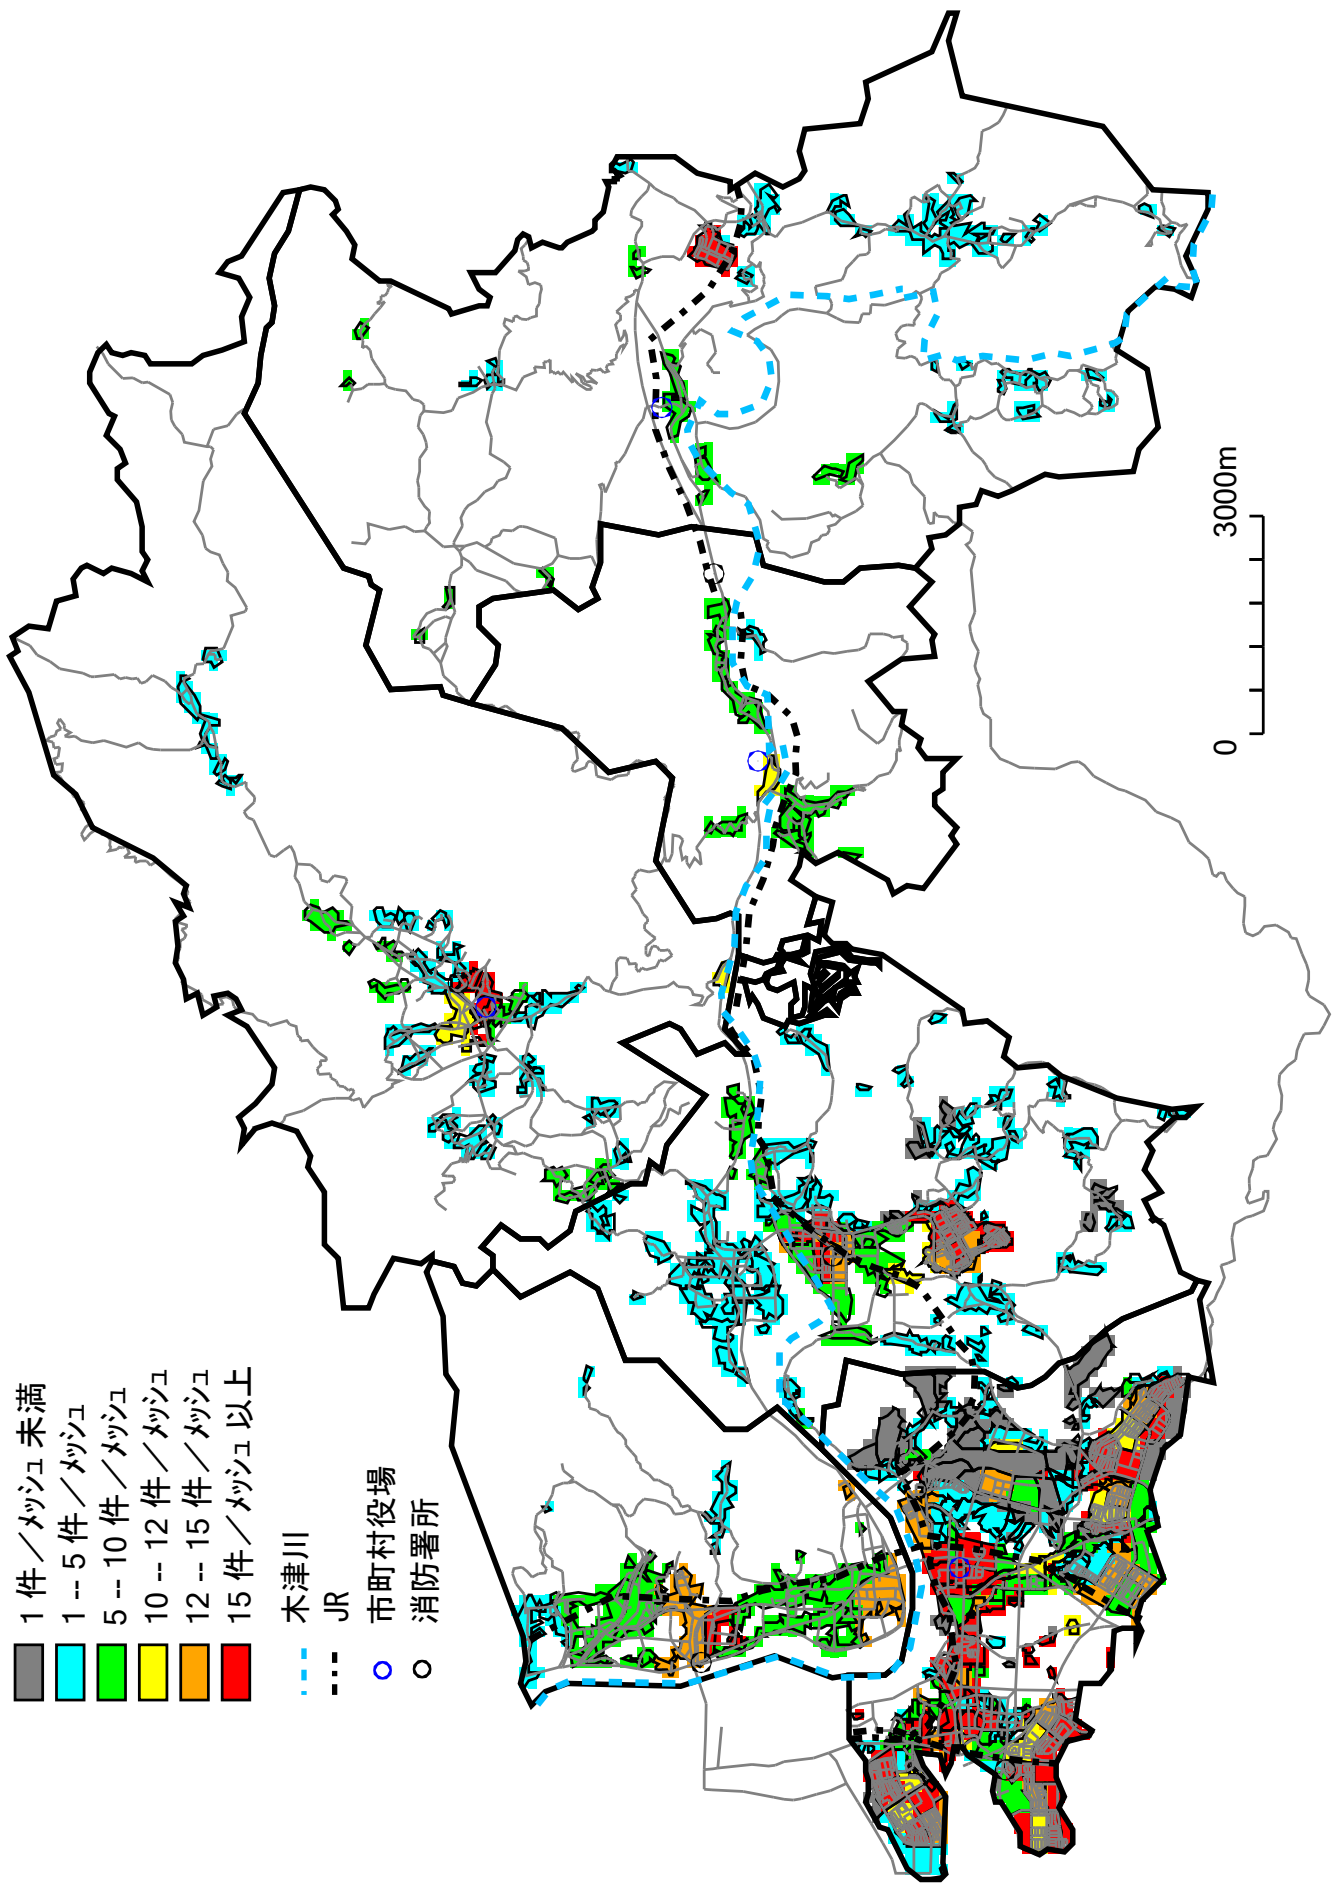 1 件／メッシュ 未満
1 -- 5 件／メッシュ
5 -- 10 件／メッシュ
10 -- 12 件／メッシュ
12 -- 15 件／メッシュ
15 件／メッシュ 以上
木津川
JR
市町村役場
消防署所
0 3000m